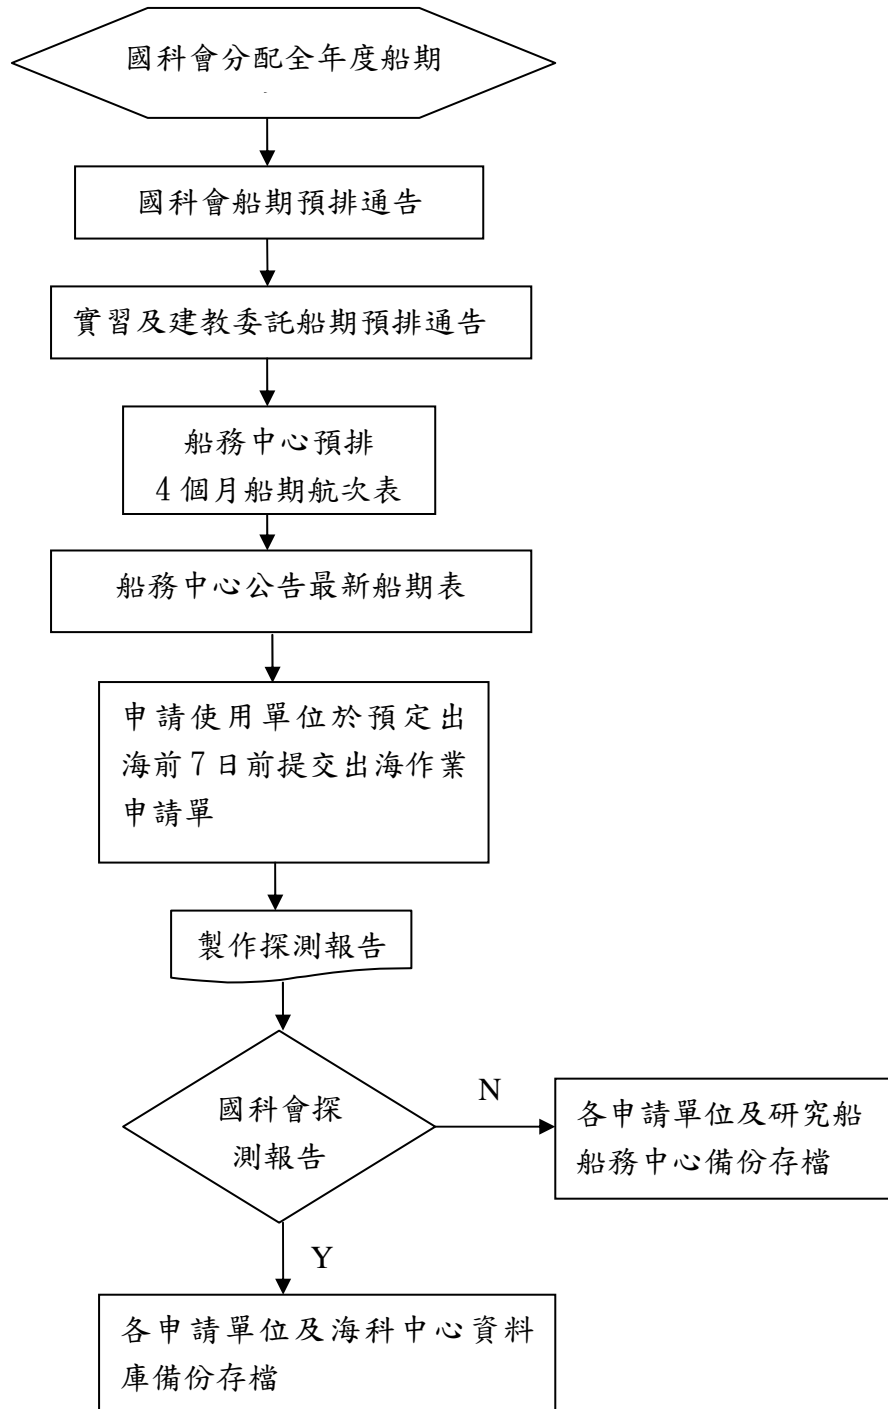 國科會分配全年度船期
國科會船期預排通告
實習及建教委託船期預排通告
船務中心預排
4個月船期航次表
船務中心公告最新船期表
申請使用單位於預定出
海前7日前提交出海作業
申請單
製作探測報告
國科會探
測報告
N
各申請單位及研究船
船務中心備份存檔
Y
各申請單位及海科中心資料
庫備份存檔